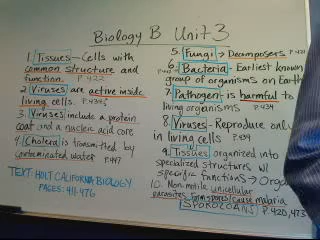 Biology B Unit 3
1. Tissues - Cells with
common structure and
function. P.422
2. Viruses are active inside
living cells. P.434
3. Viruses include a protein
coat and a nucleic acid core
4. Cholera is transmitted by
contaminated water P.447
TEXT: HOLT CALIFORNIA BIOLOGY
PAGES: 411-476
5. Fungi → Decomposers P.421
6. Bacteria - Earliest known
group of organisms on Earth
7. Pathogen is harmful to
living organisms P.434
8. Viruses - Reproduce only
in living cells P.434
9. Tissues organized into
specialized structures w/
specific functions → Organ
10. Non-motile unicellular
parasites form spores/cause malaria
SPOROZOANS P.420, 473